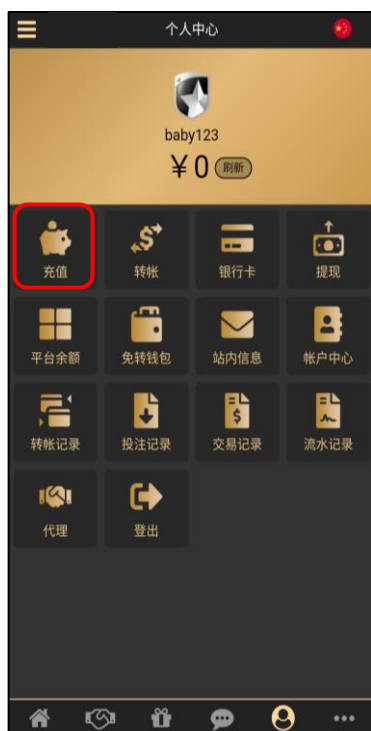 个人中心
baby123
¥ 0 刷新
充值 转帐 银行卡 提现
平台余额 免转钱包 站内信息 帐户中心
转帐记录 投注记录 交易记录 流水记录
代理 登出